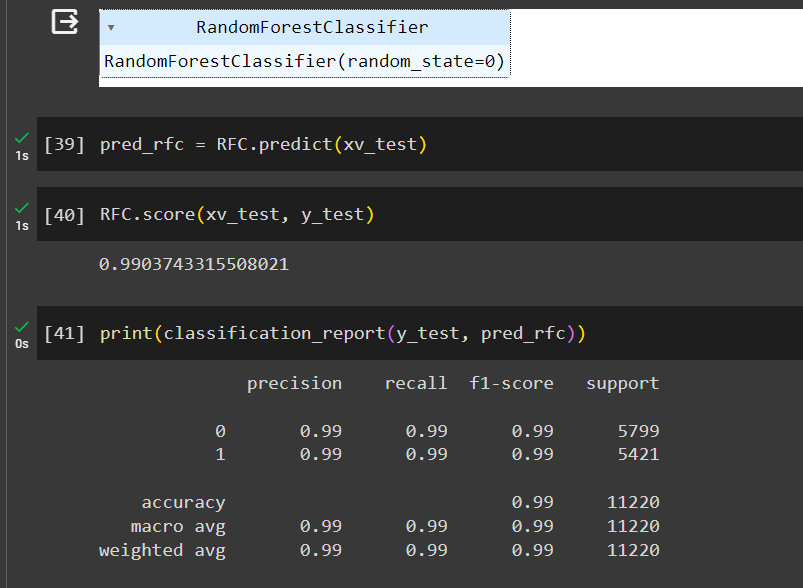 RandomForestClassifier
RandomForestClassifier(random_state=0)
1s
[39] pred_rfc = RFC.predict(xv_test)
1s
[40] RFC.score(xv_test, y_test)
0.9903743315508021
0s
[41] print(classification_report(y_test, pred_rfc))
precision recall f1-score support
0 0.99 0.99 0.99 5799
1 0.99 0.99 0.99 5421
accuracy 0.99 11220
macro avg 0.99 0.99 0.99 11220
weighted avg 0.99 0.99 0.99 11220